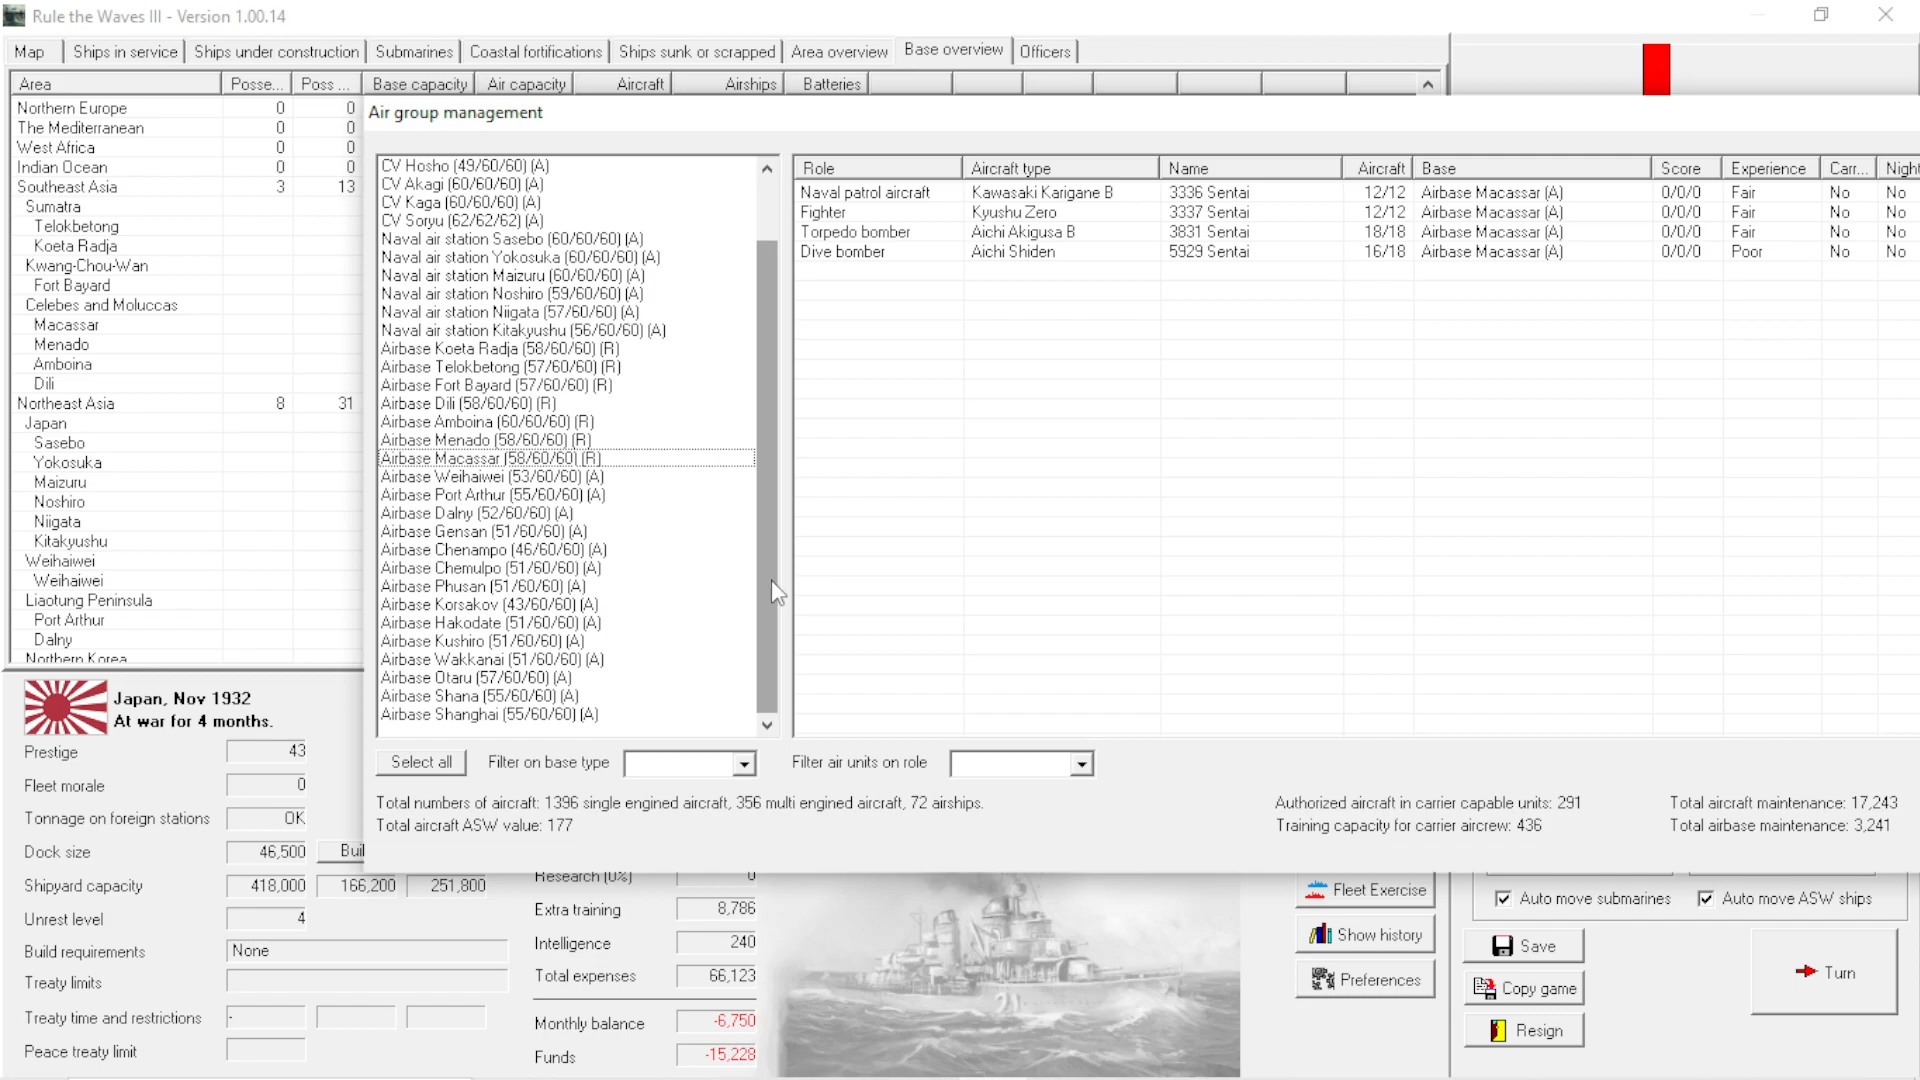 Rule the Waves III - Version 1.00.14
Map Ships in service Ships under construction Submarines Coastal fortifications Ships sunk or scrapped Area overview Base overview Officers
Area Posse... Poss ... Base capacity Air capacity Aircraft Airships Batteries
Northern Europe 0 0
The Mediterranean 0 0
West Africa 0 0
Indian Ocean 0 0
Southeast Asia 3 13
Sumatra
Telokbetong
Koeta Radja
Kwang-Chou-Wan
Fort Bayard
Celebes and Moluccas
Macassar
Menado
Amboina
Dili
Northeast Asia 8 31
Japan
Sasebo
Yokosuka
Maizuru
Noshiro
Niigata
Kitakyushu
Weihaiwei
Weihaiwei
Liaotung Peninsula
Port Arthur
Dalny
Northern Korea
Air group management
CV Hosho (49/60/60) (A)
CV Akagi (60/60/60) (A)
CV Kaga (60/60/60) (A)
CV Soryu (62/62/62) (A)
Naval air station Sasebo (60/60/60) (A)
Naval air station Yokosuka (60/60/60) (A)
Naval air station Maizuru (60/60/60) (A)
Naval air station Noshiro (59/60/60) (A)
Naval air station Niigata (57/60/60) (A)
Naval air station Kitakyushu (56/60/60) (A)
Airbase Koeta Radja (58/60/60) (R)
Airbase Telokbetong (57/60/60) (R)
Airbase Fort Bayard (57/60/60) (R)
Airbase Dili (58/60/60) (R)
Airbase Amboina (60/60/60) (R)
Airbase Menado (58/60/60) (R)
Airbase Macassar (58/60/60) (R)
Airbase Weihaiwei (53/60/60) (A)
Airbase Port Arthur (55/60/60) (A)
Airbase Dalny (52/60/60) (A)
Airbase Gensan (51/60/60) (A)
Airbase Chenampo (46/60/60) (A)
Airbase Chemulpo (51/60/60) (A)
Airbase Phusan (51/60/60) (A)
Airbase Korsakov (43/60/60) (A)
Airbase Hakodate (51/60/60) (A)
Airbase Kushiro (51/60/60) (A)
Airbase Wakkanai (51/60/60) (A)
Airbase Otaru (57/60/60) (A)
Airbase Shana (55/60/60) (A)
Airbase Shanghai (55/60/60) (A)
Role Aircraft type Name Aircraft Base Score Experience Carr... Night
Naval patrol aircraft Kawasaki Karigane B 3336 Sentai 12/12 Airbase Macassar (A) 0/0/0 Fair No No
Fighter Kyushu Zero 3337 Sentai 12/12 Airbase Macassar (A) 0/0/0 Fair No No
Torpedo bomber Aichi Akigusa B 3831 Sentai 18/18 Airbase Macassar (A) 0/0/0 Fair No No
Dive bomber Aichi Shiden 5929 Sentai 16/18 Airbase Macassar (A) 0/0/0 Poor No No
Select all Filter on base type Filter air units on role
Total numbers of aircraft: 1396 single engined aircraft, 356 multi engined aircraft, 72 airships.
Total aircraft ASW value: 177
Authorized aircraft in carrier capable units: 291
Training capacity for carrier aircrew: 436
Total aircraft maintenance: 17,243
Total airbase maintenance: 3,241
Japan, Nov 1932
At war for 4 months.
Prestige 43
Fleet morale 0
Tonnage on foreign stations OK
Dock size 46,500 Buil
Shipyard capacity 418,000 166,200 251,800
Unrest level 4
Build requirements None
Treaty limits
Treaty time and restrictions -
Peace treaty limit
Research (0%) 0
Extra training 8,786
Intelligence 240
Total expenses 66,123
Monthly balance -6,750
Funds -15,228
Fleet Exercise
Show history
Preferences
Auto move submarines Auto move ASW ships
Save
Copy game
Resign
Turn